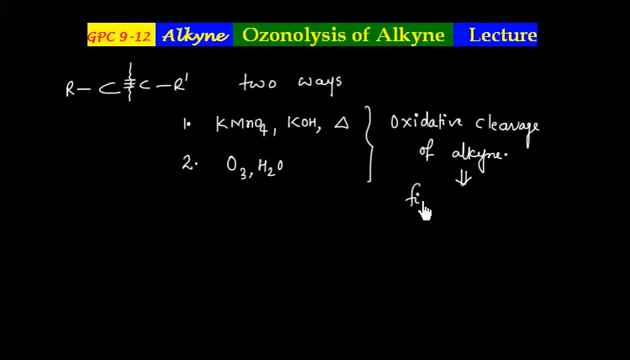 GPC 9-12 Alkyne Ozonolysis of Alkyne Lecture
R—C≡C—R' two ways
1. KMnO4, KOH, Δ } Oxidative cleavage
of alkyne.
2. O3, H2O
⇓
fi